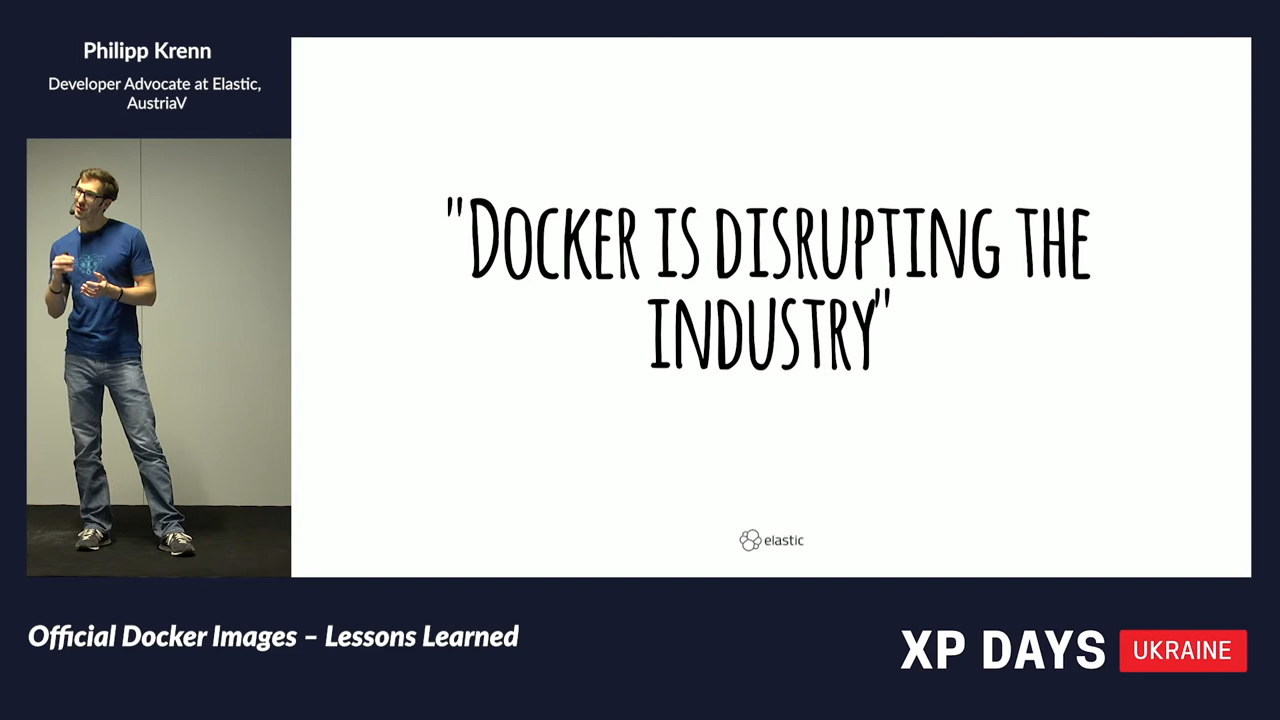 Philipp Krenn
Developer Advocate at Elastic,
AustriaV
"Docker is disrupting the
industry"
elastic
Official Docker Images – Lessons Learned
XP DAYS UKRAINE